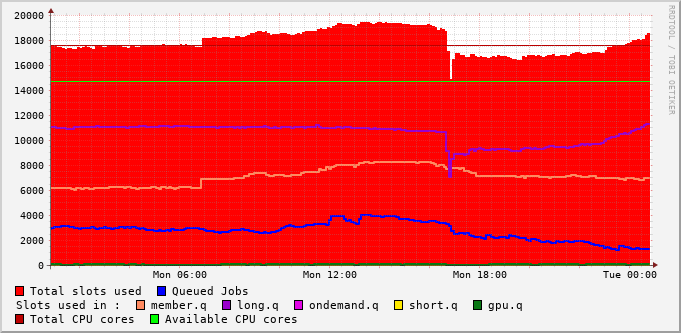 20000
18000
16000
14000
12000
10000
8000
6000
4000
2000
0
Mon 06:00 Mon 12:00 Mon 18:00 Tue 00:00
RRDTOOL / TOBI OETIKER
Total slots used Queued Jobs
Slots used in : member.q long.q ondemand.q short.q gpu.q
Total CPU cores Available CPU cores